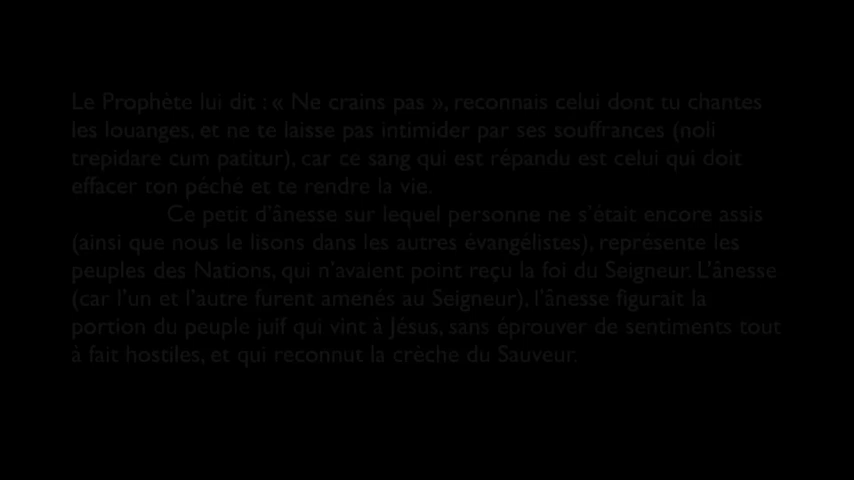 Le Prophète lui dit : « Ne crains pas », reconnais celui dont tu chantes
les louanges, et ne te laisse pas intimider par ses souffrances (noli
trepidare cum patitur), car ce sang qui est répandu est celui qui doit
effacer ton péché et te rendre la vie.
Ce petit d'ânesse sur lequel personne ne s'était encore assis
(ainsi que nous le lisons dans les autres évangélistes), représente les
peuples des Nations, qui n'avaient point reçu la foi du Seigneur. L'ânesse
(car l'un et l'autre furent amenés au Seigneur), l'ânesse figurait la
portion du peuple juif qui vint à Jésus, sans éprouver de sentiments tout
à fait hostiles, et qui reconnut la crèche du Sauveur.